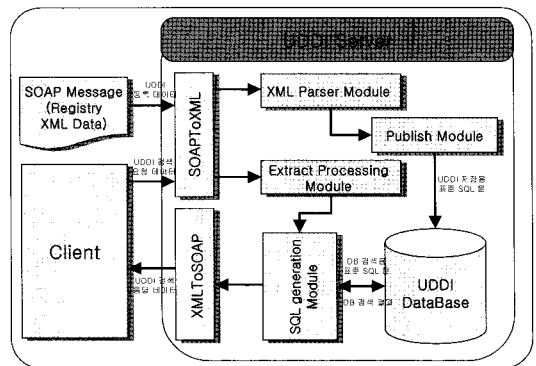 UDDI Server
SOAP Message
(Registry
XML Data)
UDDI
등록 데이터
SOAPToXML
XML Parser Module
Publish Module
UDDI 검색
요청 데이터
Extract Processing
Module
UDDI 저장용
표준 SQL 문
Client
XMLToSOAP
UDDI 검색
응답 데이터
SQL generation
Module
DB 검색용
표준 SQL 문
DB 검색 결과
UDDI
DataBase